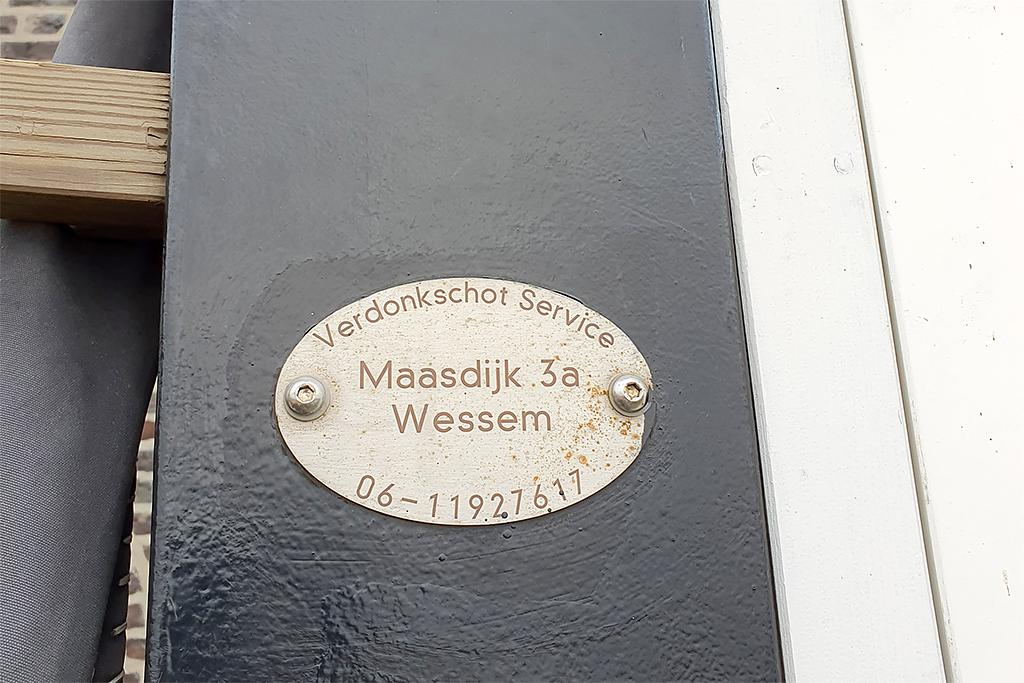 Verdonkschot Service
Maasdijk 3a
Wessem
06-11927617